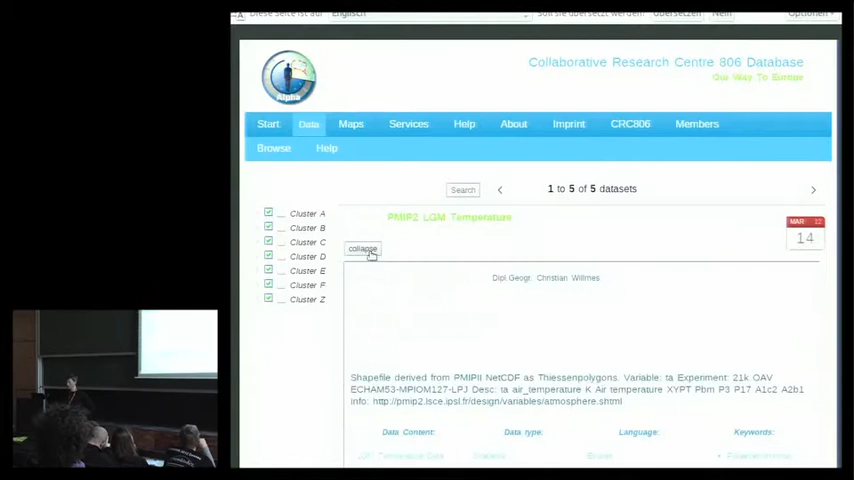 Diese Seite ist auf
Englisch
Soll sie übersetzt werden?
Übersetzen
Nein
Optionen
Alpha
Collaborative Research Centre 806 Database
Our Way To Europe
Start
Data
Maps
Services
Help
About
Imprint
CRC806
Members
Browse
Help
Search
1 to 5 of 5 datasets
Cluster A
Cluster B
Cluster C
Cluster D
Cluster E
Cluster F
Cluster Z
PMIP2 LGM Temperature
MAR 12
14
collapse
Dipl.Geogr. Christian Willmes
Shapefile derived from PMIPII NetCDF as Thiessenpolygons. Variable: ta Experiment: 21k OAV
ECHAM53-MPIOM127-LPJ Desc: ta air_temperature K Air temperature XYPT Pbm P3 P17 A1c2 A2b1
info: http://pmip2.lsce.ipsl.fr/design/variables/atmosphere.shtml
Data Content:
Data type:
Language:
Keywords: